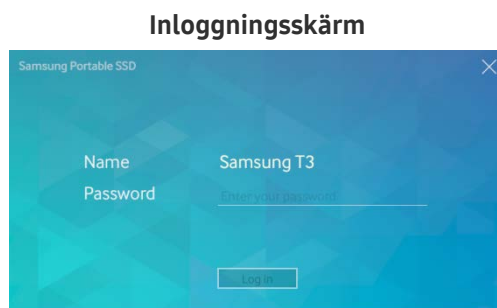 Inloggningsskärm
Samsung Portable SSD
Name Samsung T3
Password Enter your password
Log in